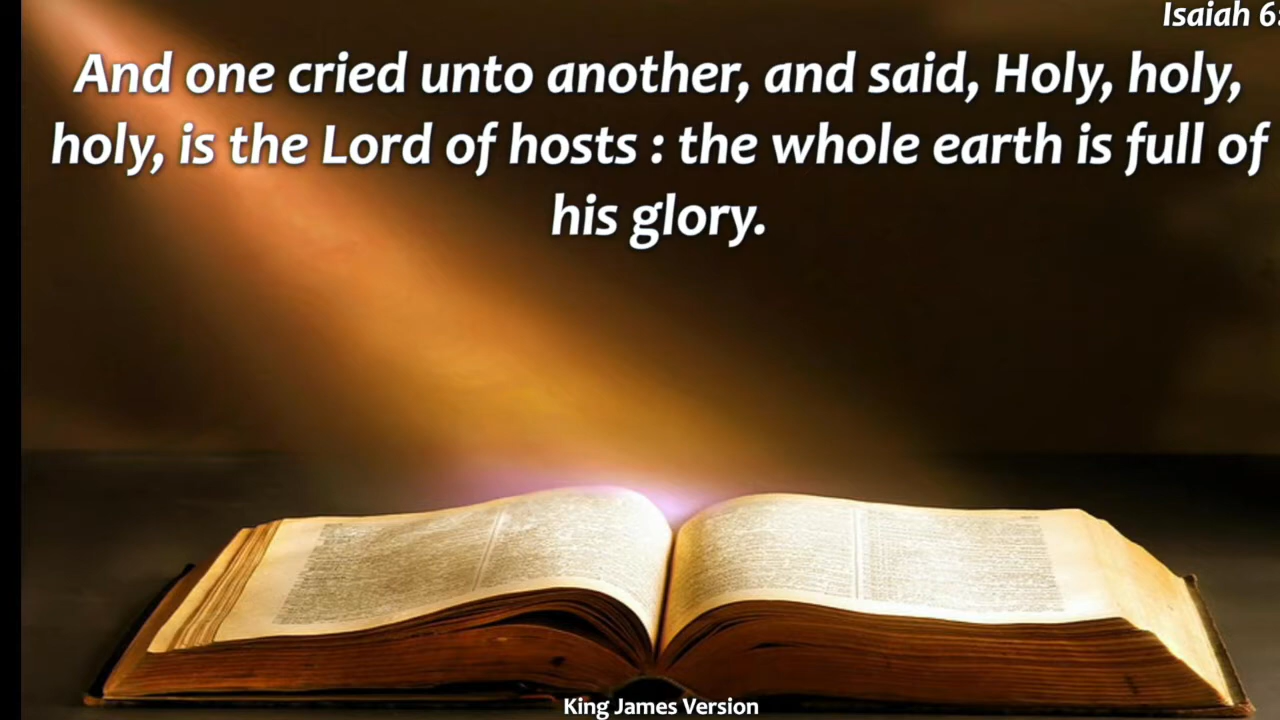 Isaiah 6:
And one cried unto another, and said, Holy, holy,
holy, is the Lord of hosts : the whole earth is full of
his glory.
King James Version